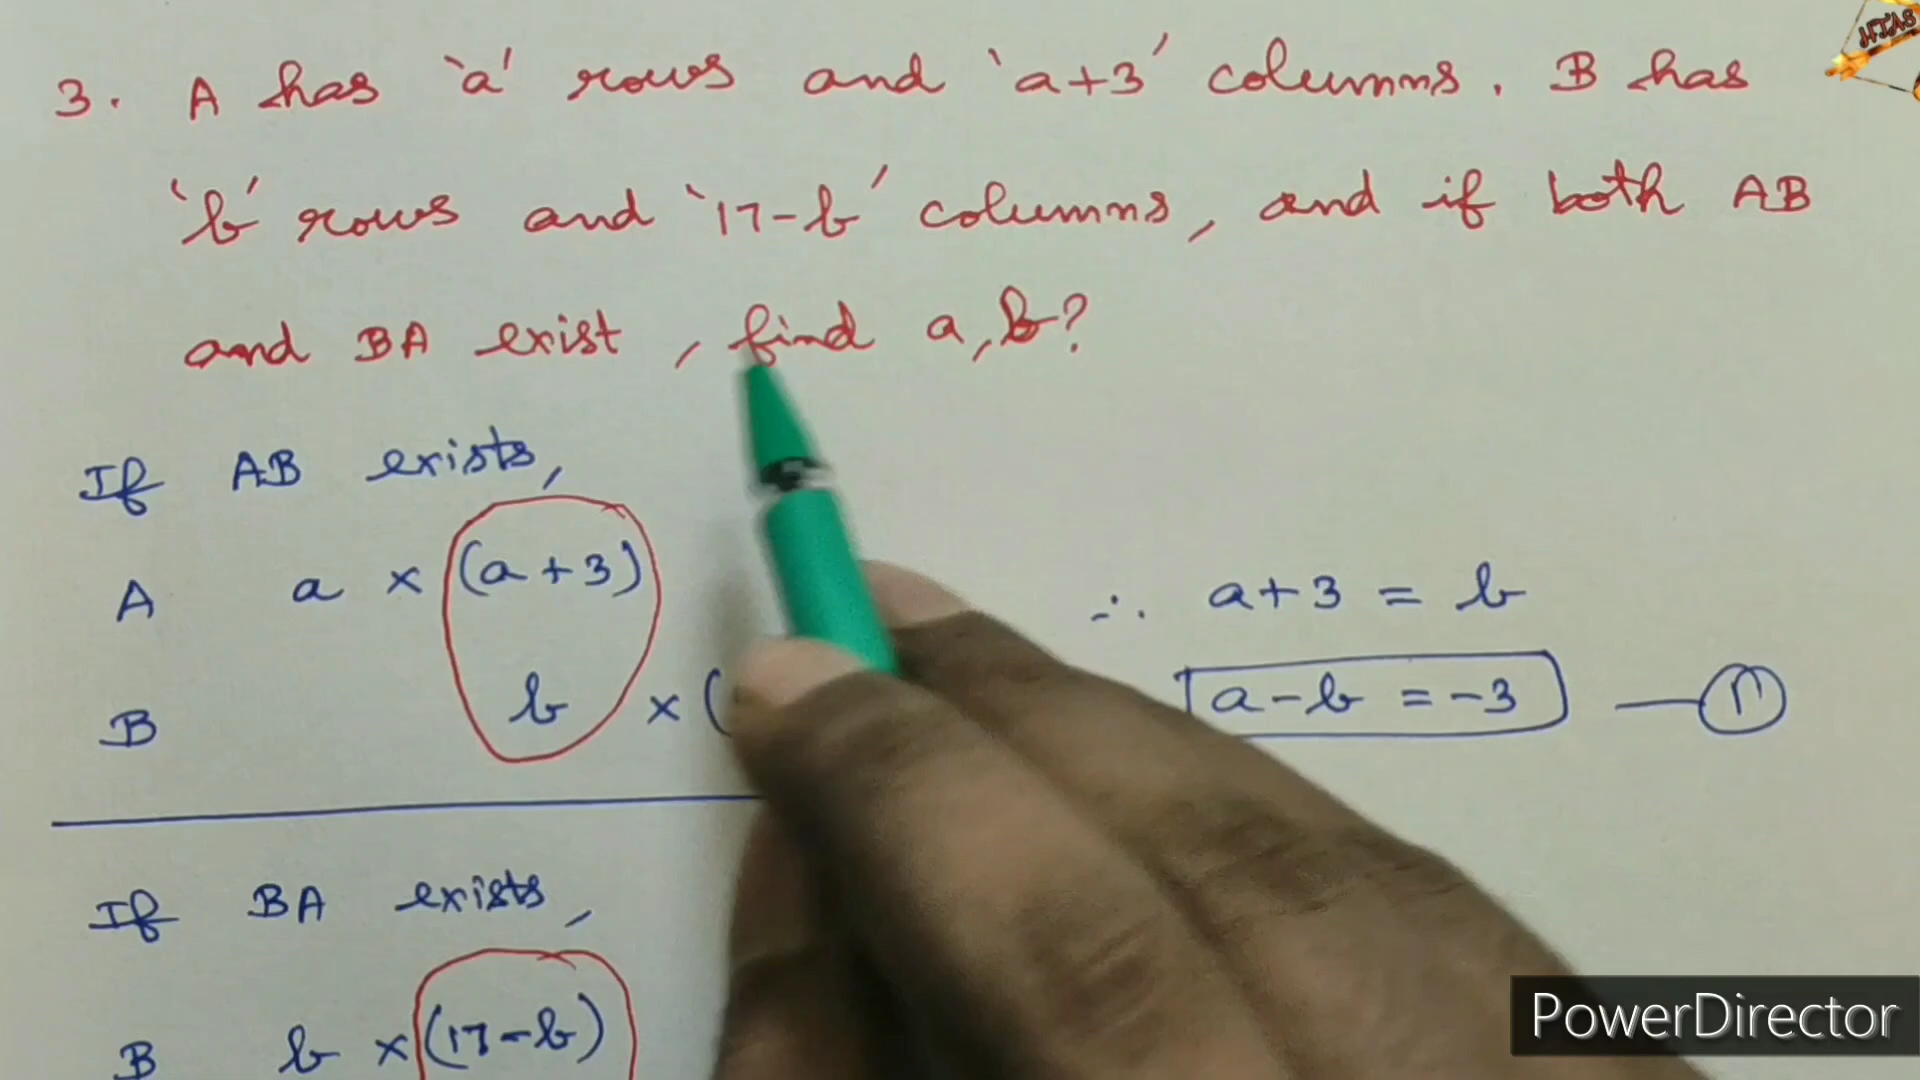 3. A has 'a' rows and 'a+3' columns. B has
'b' rows and '17-b' columns, and if both AB
and BA exist, find a, b?
If AB exists,
A a × (a+3)
∴ a+3 = b
B b × (
a-b = -3 — ①
If BA exists,
B b × (17-b)
HTAS
PowerDirector